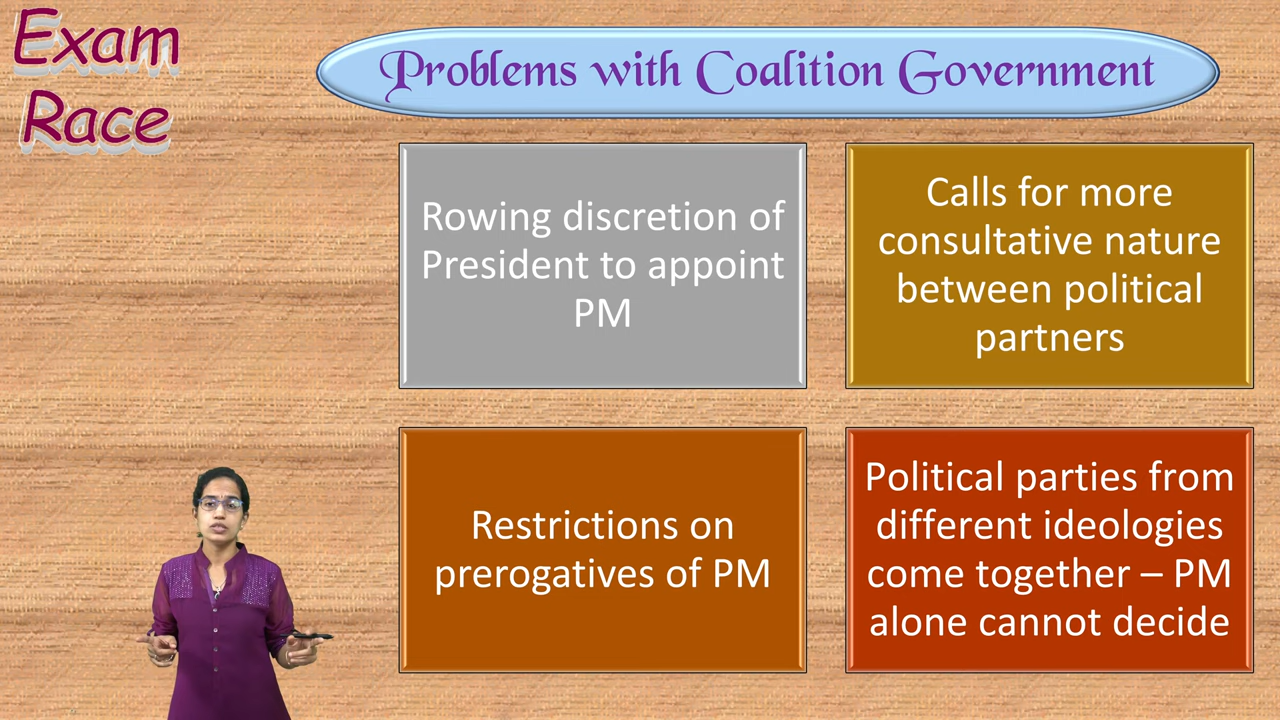 Exam
Race
Problems with Coalition Government
Rowing discretion of
President to appoint
PM
Calls for more
consultative nature
between political
partners
Restrictions on
prerogatives of PM
Political parties from
different ideologies
come together – PM
alone cannot decide